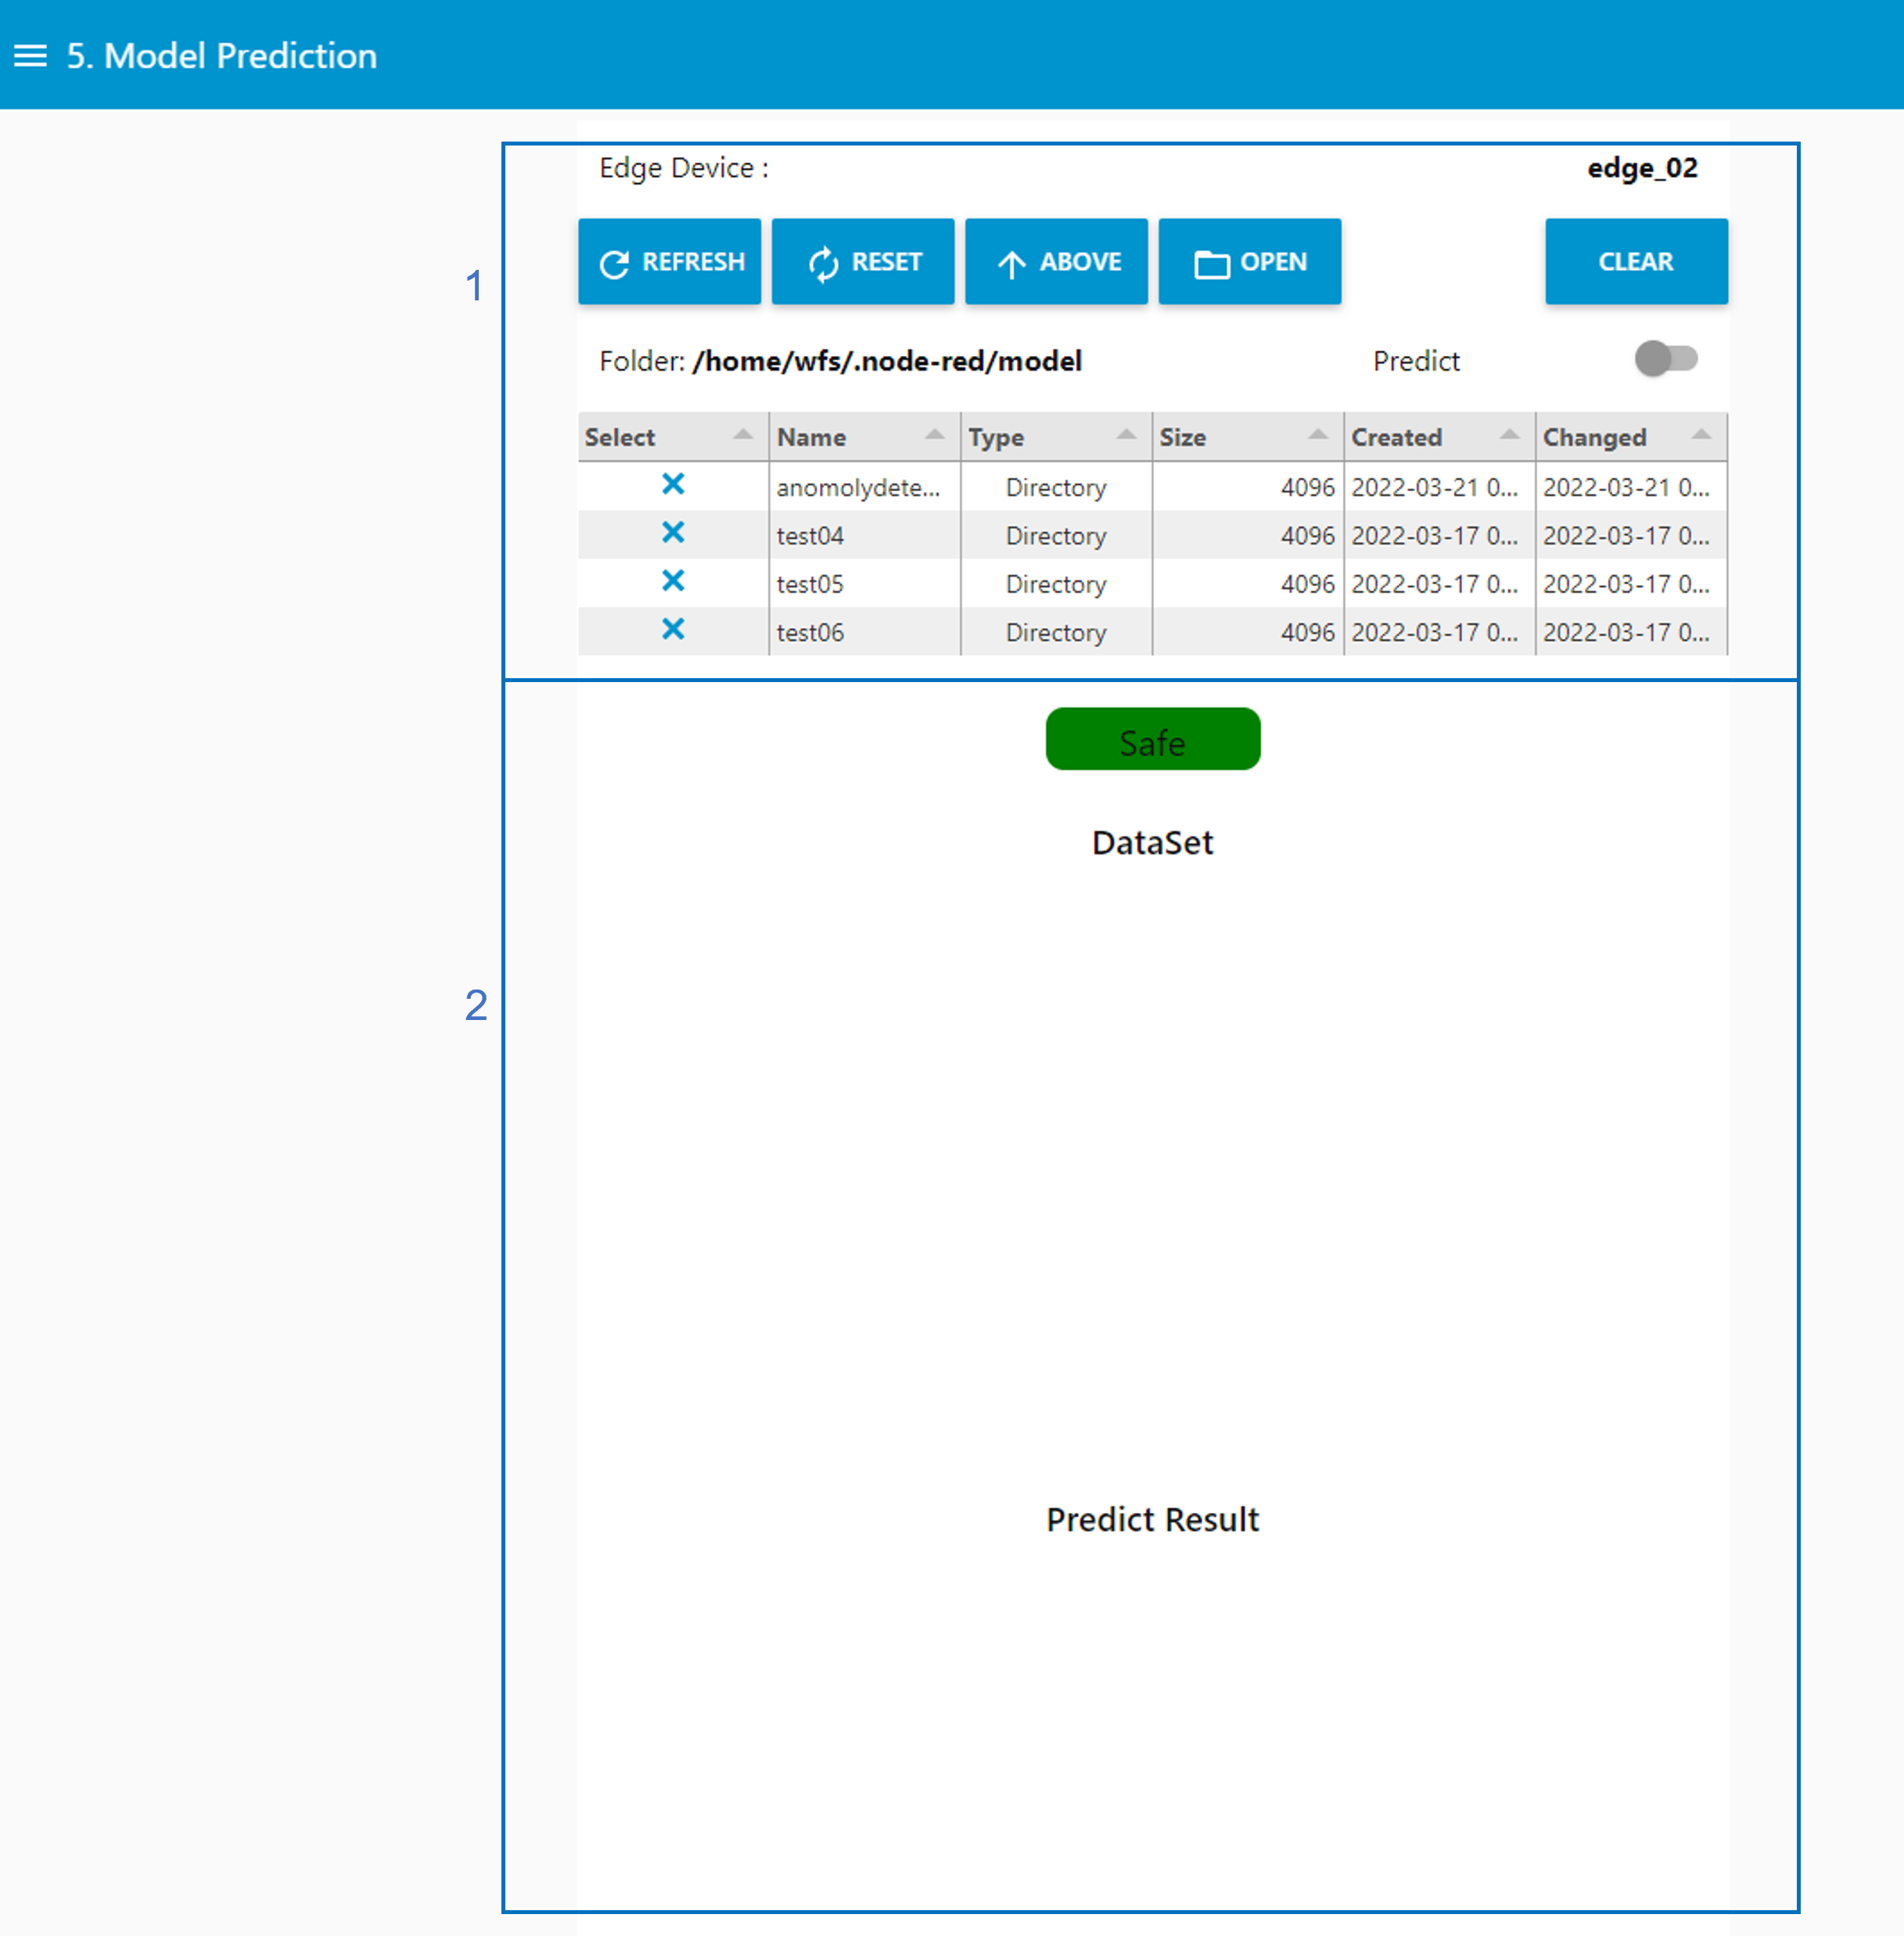 5. Model Prediction
Edge Device : edge_02
1
REFRESH RESET ABOVE OPEN CLEAR
Folder: /home/wfs/.node-red/model Predict
Select Name Type Size Created Changed
anomolydete... Directory 4096 2022-03-21 0... 2022-03-21 0...
test04 Directory 4096 2022-03-17 0... 2022-03-17 0...
test05 Directory 4096 2022-03-17 0... 2022-03-17 0...
test06 Directory 4096 2022-03-17 0... 2022-03-17 0...
Safe
DataSet
2
Predict Result